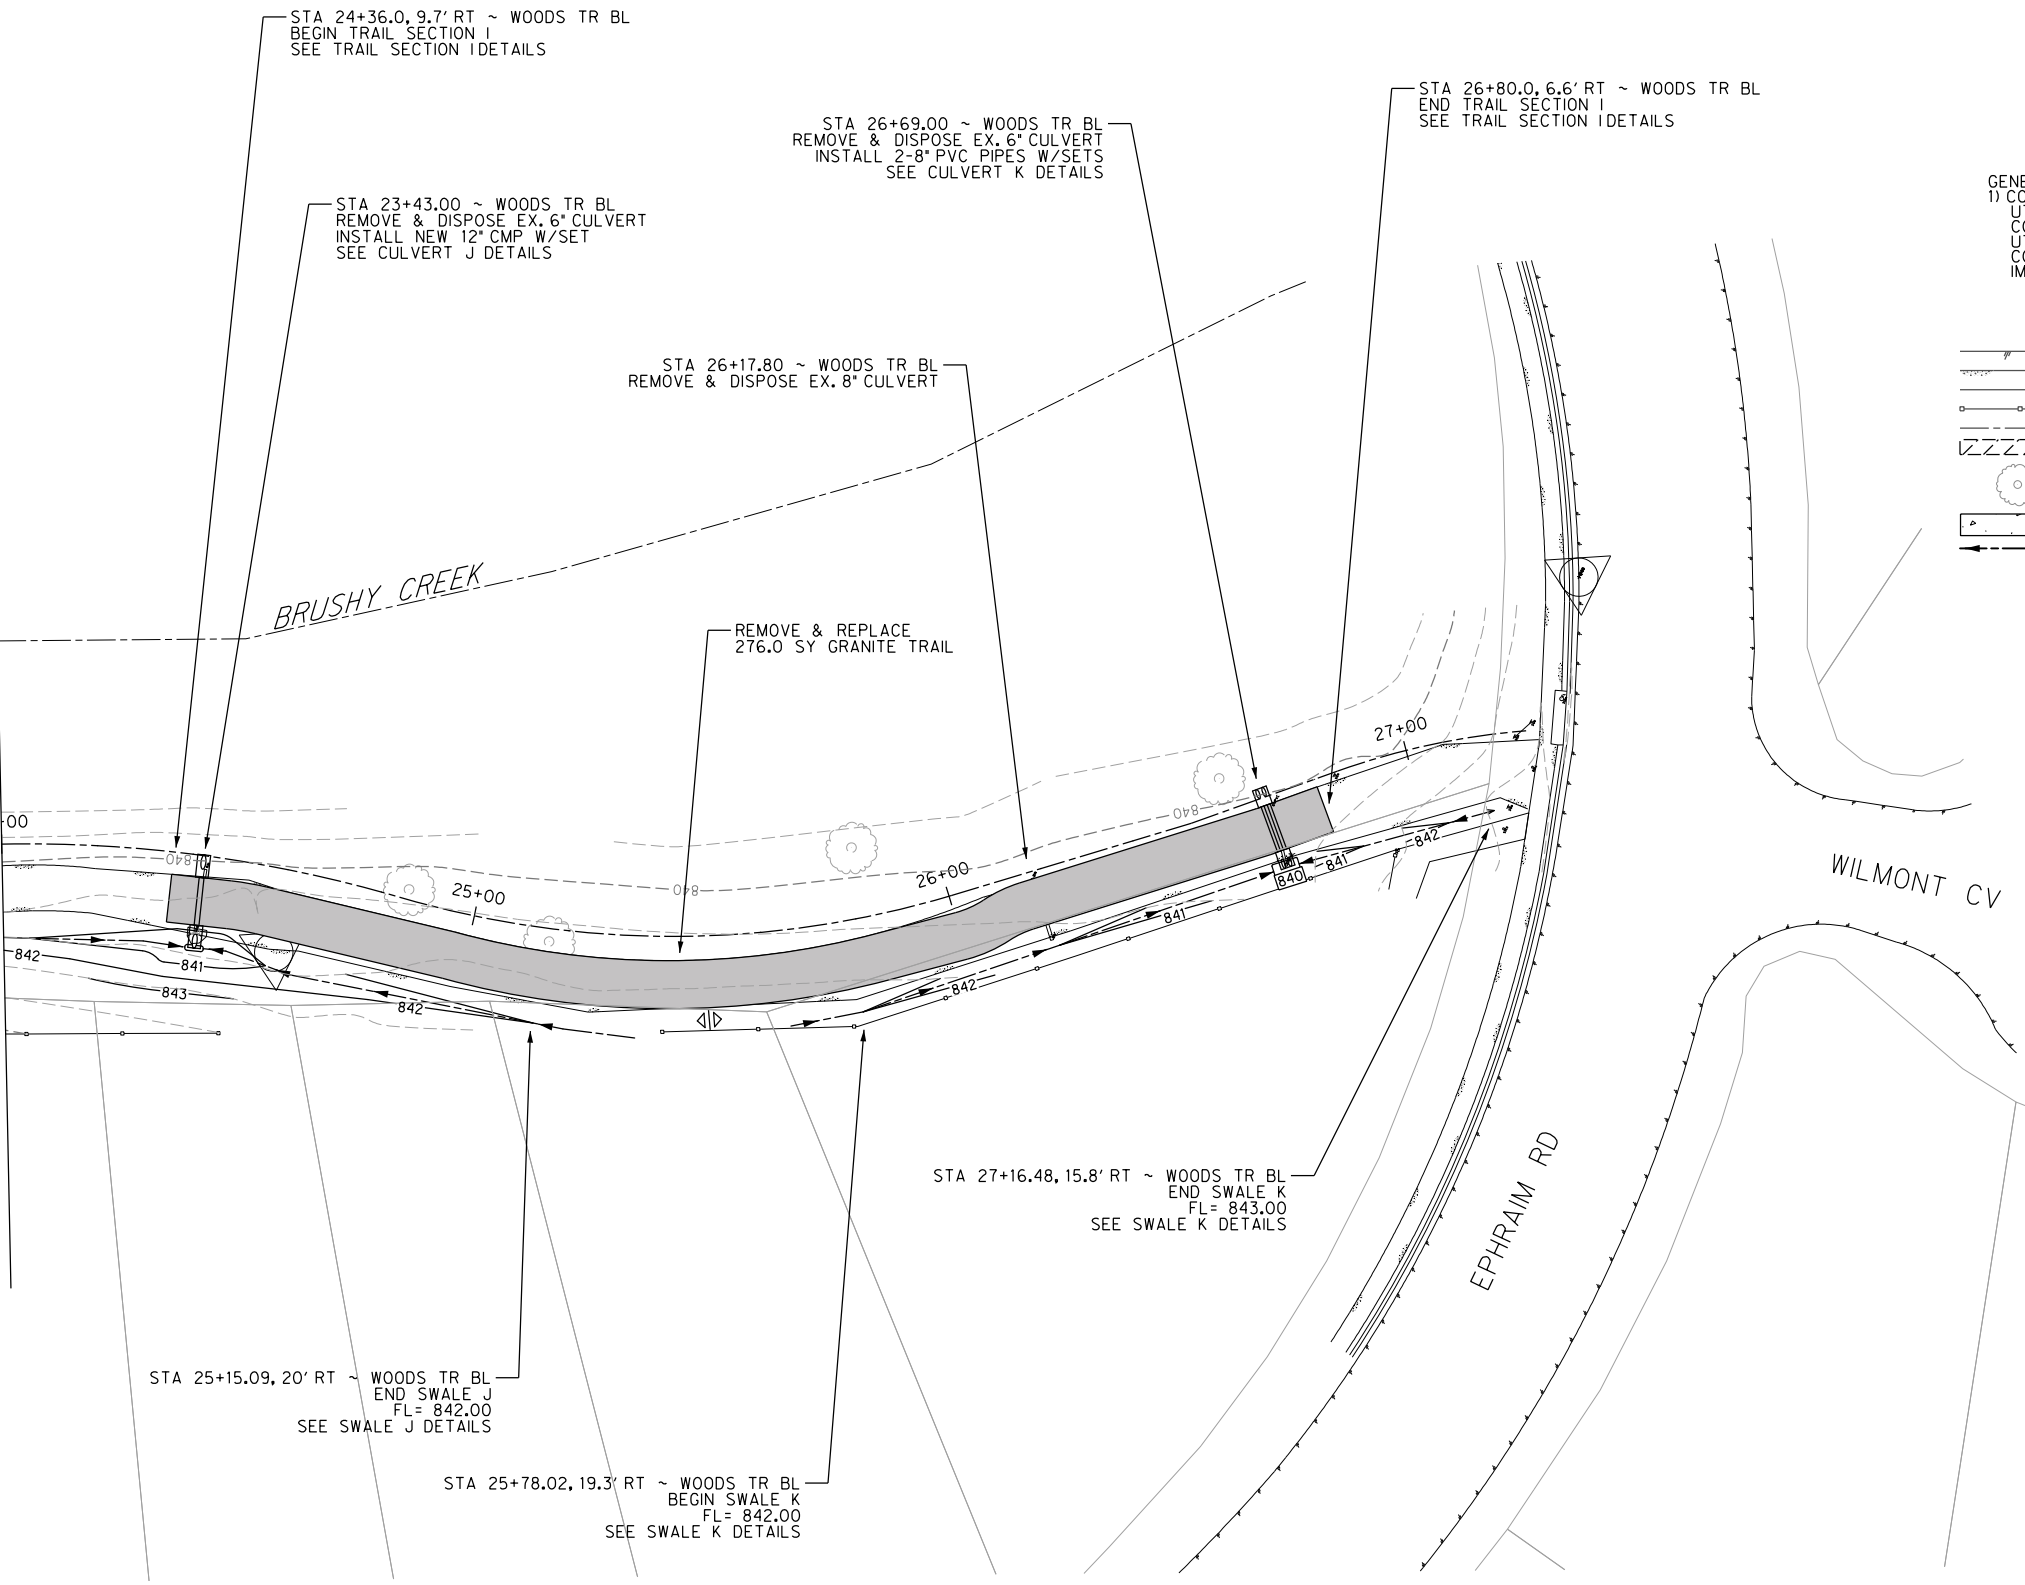 STA 24+36.0, 9.7' RT ~ WOODS TR BL
BEGIN TRAIL SECTION I
SEE TRAIL SECTION I DETAILS
STA 26+80.0, 6.6' RT ~ WOODS TR BL
END TRAIL SECTION I
SEE TRAIL SECTION I DETAILS
STA 26+69.00 ~ WOODS TR BL
REMOVE & DISPOSE EX. 6" CULVERT
INSTALL 2-8" PVC PIPES W/SETS
SEE CULVERT K DETAILS
GENE
1) CO
UT
CO
UT
CO
IM
STA 23+43.00 ~ WOODS TR BL
REMOVE & DISPOSE EX. 6" CULVERT
INSTALL NEW 12" CMP W/SET
SEE CULVERT J DETAILS
STA 26+17.80 ~ WOODS TR BL
REMOVE & DISPOSE EX. 8" CULVERT
BRUSHY CREEK
REMOVE & REPLACE
276.0 SY GRANITE TRAIL
27+00
840
+00
842
841
840
840
WILMONT CV
840
26+00
25+00
841
842
841
842
843
842
STA 27+16.48, 15.8' RT ~ WOODS TR BL
END SWALE K
FL= 843.00
SEE SWALE K DETAILS
EPHRAIM RD
STA 25+15.09, 20' RT ~ WOODS TR BL
END SWALE J
FL= 842.00
SEE SWALE J DETAILS
STA 25+78.02, 19.3' RT ~ WOODS TR BL
BEGIN SWALE K
FL= 842.00
SEE SWALE K DETAILS